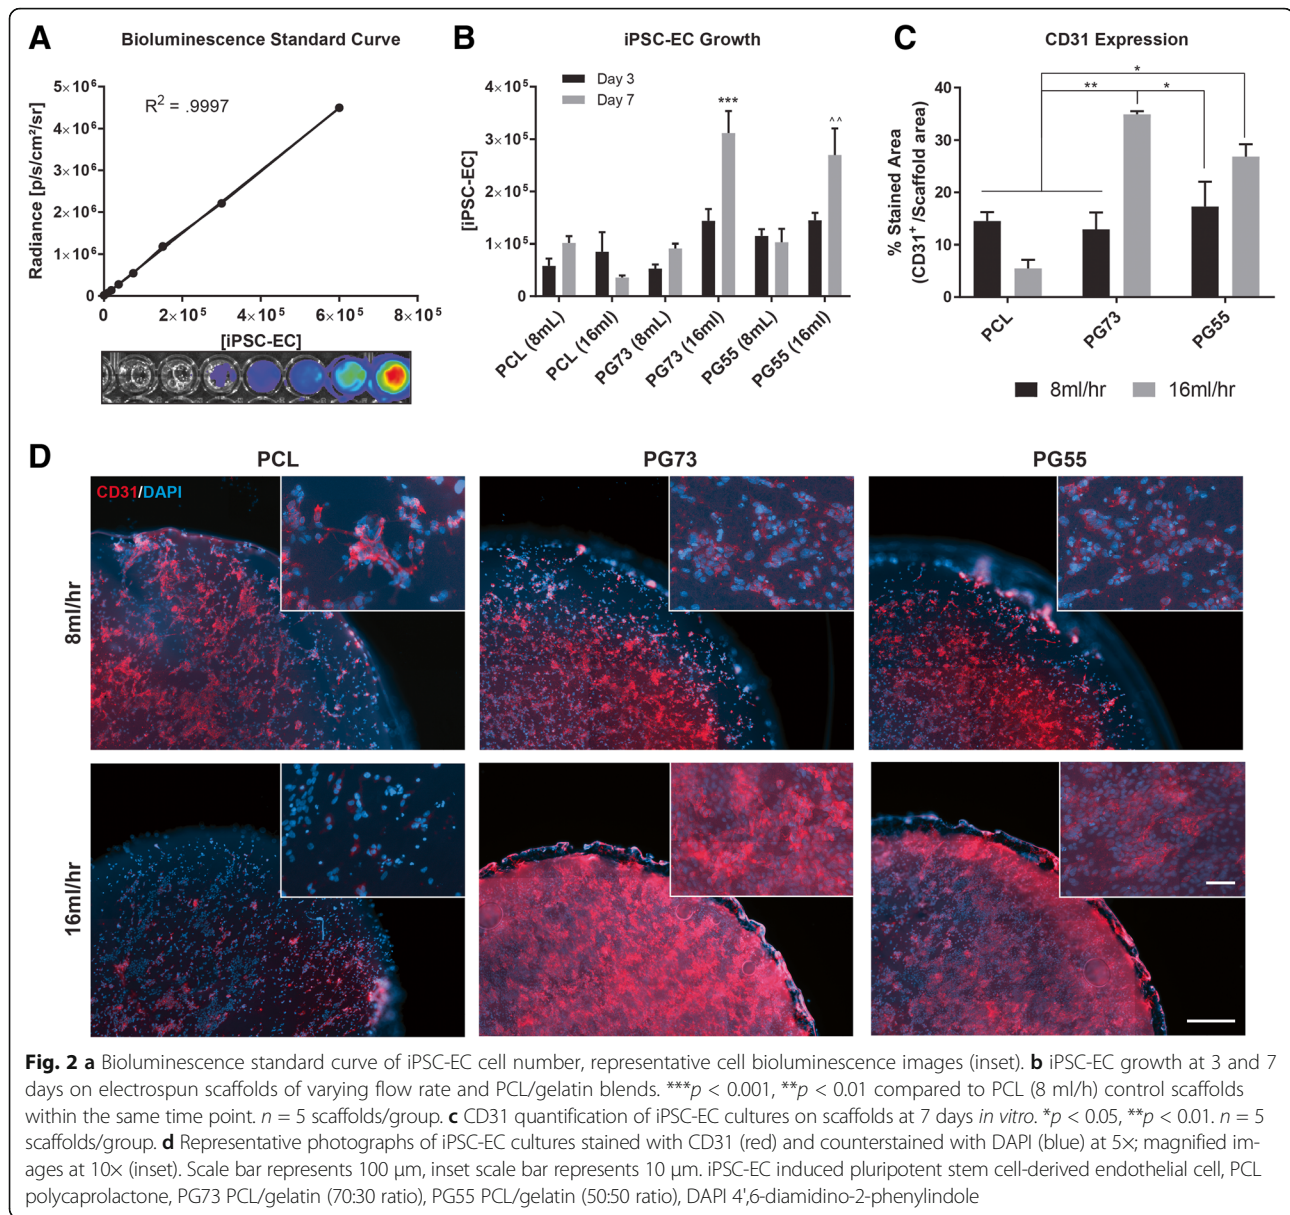 A
Bioluminescence Standard Curve
R² = .9997
Radiance [p/s/cm²/sr]
5×10⁶
4×10⁶
3×10⁶
2×10⁶
1×10⁶
0
0
2×10⁵
4×10⁵
6×10⁵
8×10⁵
[iPSC-EC]
B
iPSC-EC Growth
Day 3
Day 7
[iPSC-EC]
4×10⁵
3×10⁵
2×10⁵
1×10⁵
0
***
^^
PCL (8mL)
PCL (16ml)
PG73 (8mL)
PG73 (16ml)
PG55 (8mL)
PG55 (16ml)
C
CD31 Expression
% Stained Area
(CD31⁺/Scaffold area)
40
30
20
10
0
*
**
*
PCL
PG73
PG55
8ml/hr
16ml/hr
D
PCL
PG73
PG55
8ml/hr
CD31/DAPI
16ml/hr
Fig. 2 a Bioluminescence standard curve of iPSC-EC cell number, representative cell bioluminescence images (inset). b iPSC-EC growth at 3 and 7
days on electrospun scaffolds of varying flow rate and PCL/gelatin blends. ***p < 0.001, **p < 0.01 compared to PCL (8 ml/h) control scaffolds
within the same time point. n = 5 scaffolds/group. c CD31 quantification of iPSC-EC cultures on scaffolds at 7 days in vitro. *p < 0.05, **p < 0.01. n = 5
scaffolds/group. d Representative photographs of iPSC-EC cultures stained with CD31 (red) and counterstained with DAPI (blue) at 5×; magnified im-
ages at 10× (inset). Scale bar represents 100 μm, inset scale bar represents 10 μm. iPSC-EC induced pluripotent stem cell-derived endothelial cell, PCL
polycaprolactone, PG73 PCL/gelatin (70:30 ratio), PG55 PCL/gelatin (50:50 ratio), DAPI 4',6-diamidino-2-phenylindole